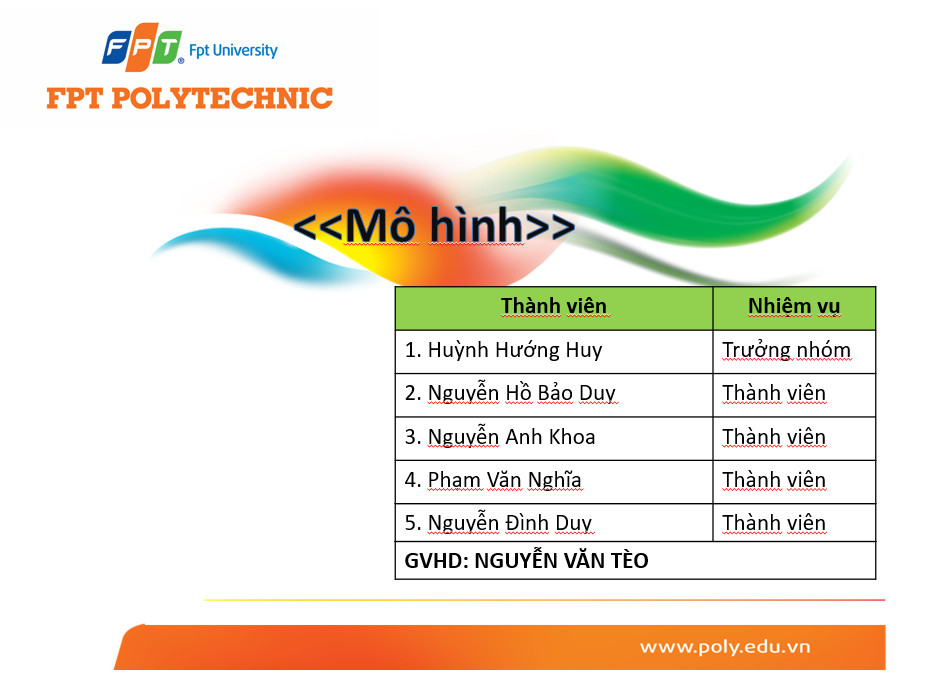 FPT® Fpt University
FPT POLYTECHNIC
<<Mô hình>>
Thành viên Nhiệm vụ
1. Huỳnh Hướng Huy Trưởng nhóm
2. Nguyễn Hồ Bảo Duy Thành viên
3. Nguyễn Anh Khoa Thành viên
4. Phạm Văn Nghĩa Thành viên
5. Nguyễn Đình Duy Thành viên
GVHD: NGUYỄN VĂN TÈO
www.poly.edu.vn